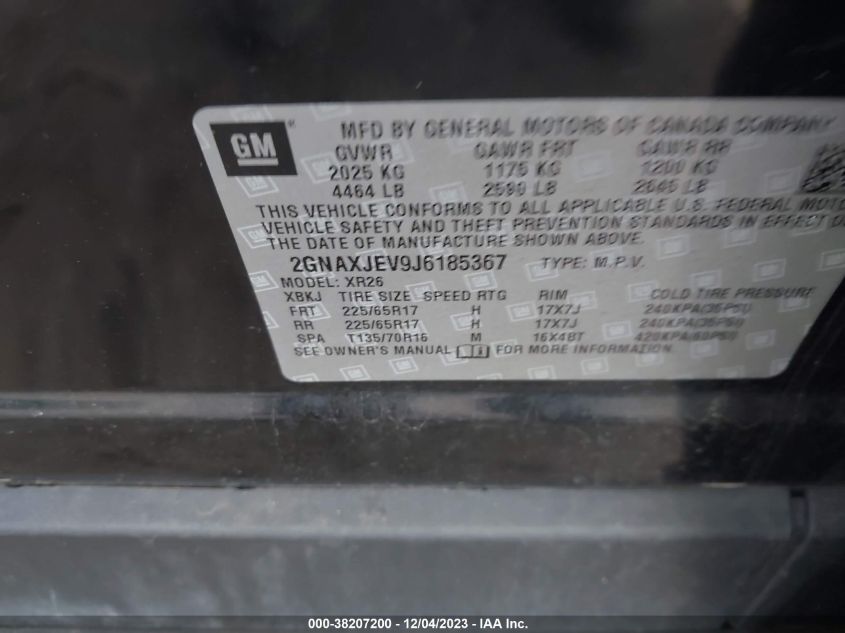 GM ®
MFD BY GENERAL MOTORS OF CANADA COMPANY
GVWR GAWR FRT GAWR RR
2025 KG 1175 KG 1200 KG
4464 LB 2590 LB 2645 LB
THIS VEHICLE CONFORMS TO ALL APPLICABLE U.S. FEDERAL MOTO
VEHICLE SAFETY AND THEFT PREVENTION STANDARDS IN EFFECT O
THE DATE OF MANUFACTURE SHOWN ABOVE.
2GNAXJEV9J6185367 TYPE: M.P.V.
MODEL: XR26
XBKJ TIRE SIZE SPEED RTG RIM COLD TIRE PRESSURE
FRT 225/65R17 H 17X7J 240KPA(35PSI)
RR 225/65R17 H 17X7J 240KPA(35PSI)
SPA T135/70R16 M 16X4BT 420KPA(60PSI)
SEE OWNER'S MANUAL FOR MORE INFORMATION.
000-38207200 - 12/04/2023 - IAA Inc.